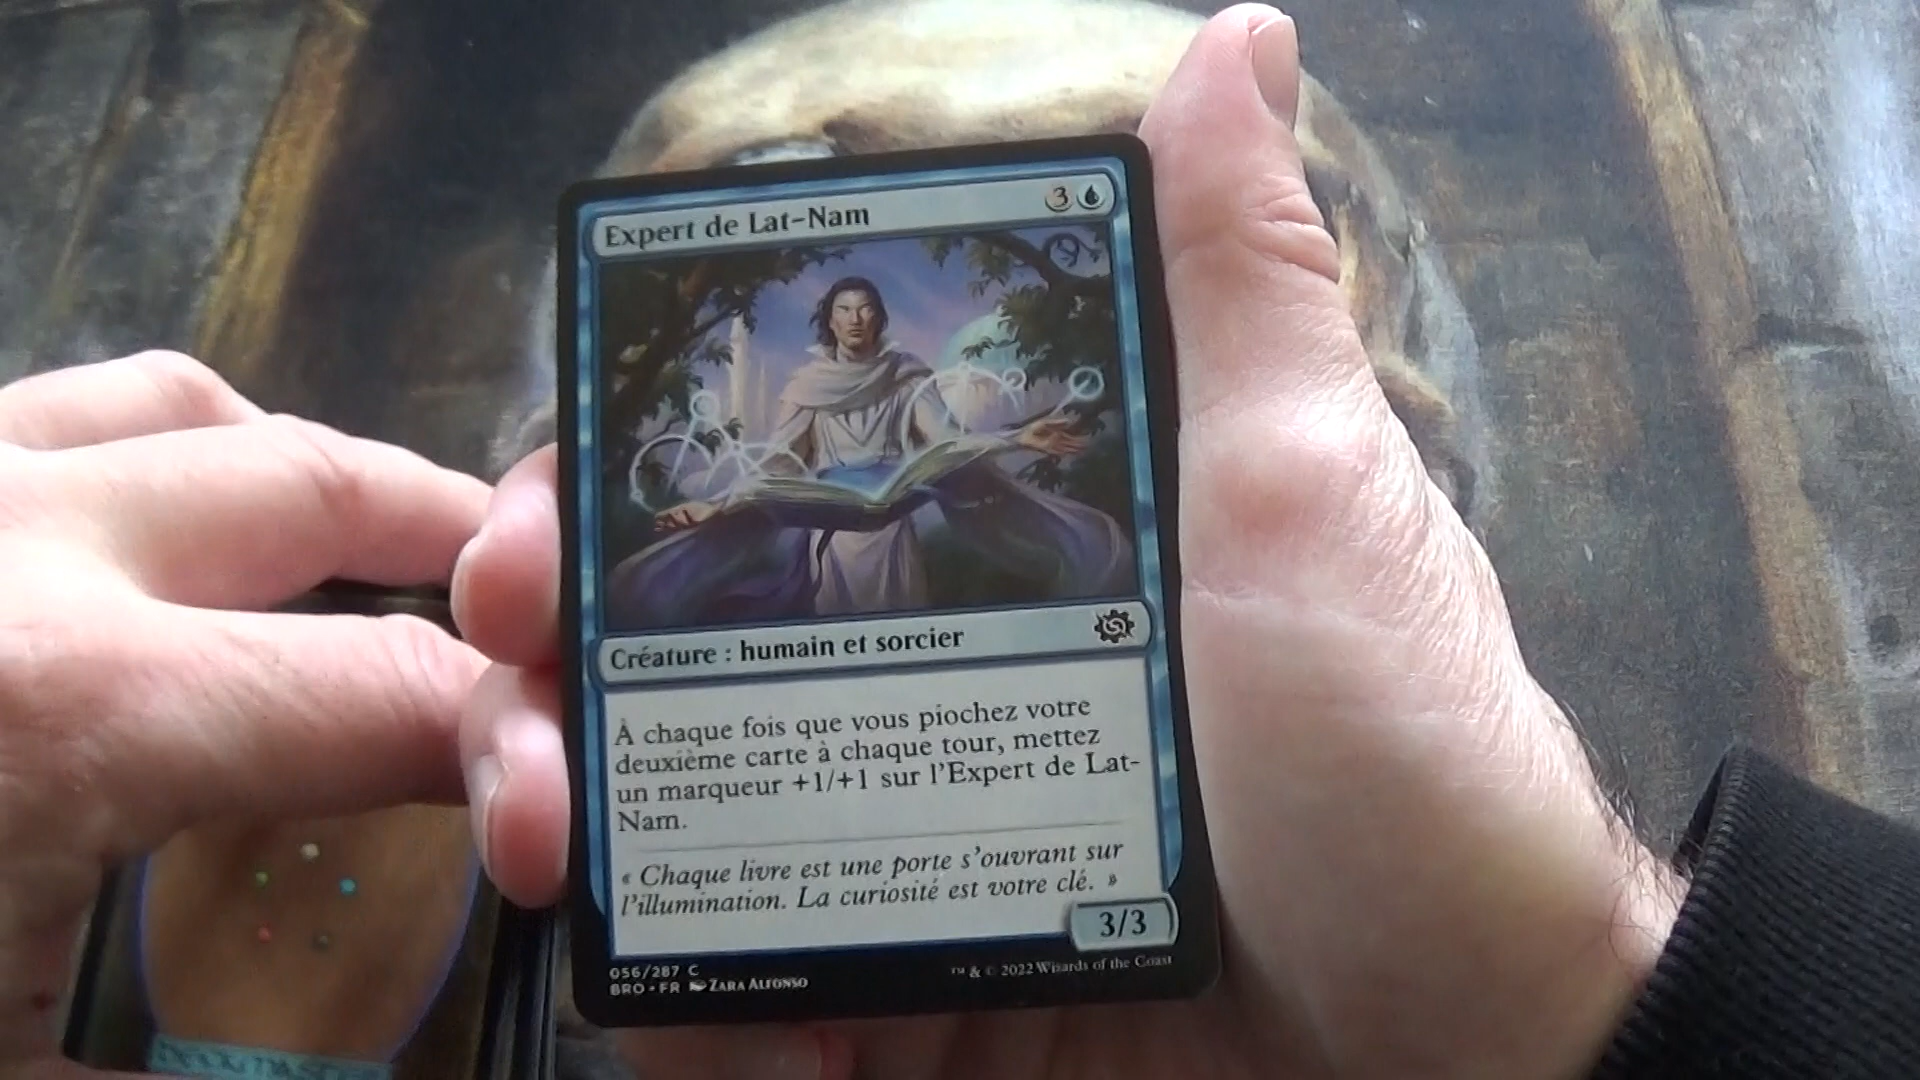 Expert de Lat-Nam
3
Créature : humain et sorcier
À chaque fois que vous piochez votre
deuxième carte à chaque tour, mettez
un marqueur +1/+1 sur l'Expert de Lat-
Nam.
« Chaque livre est une porte s'ouvrant sur
l'illumination. La curiosité est votre clé. »
3/3
056/287 C
BRO • FR Zara Alfonso
™ & © 2022 Wizards of the Coast